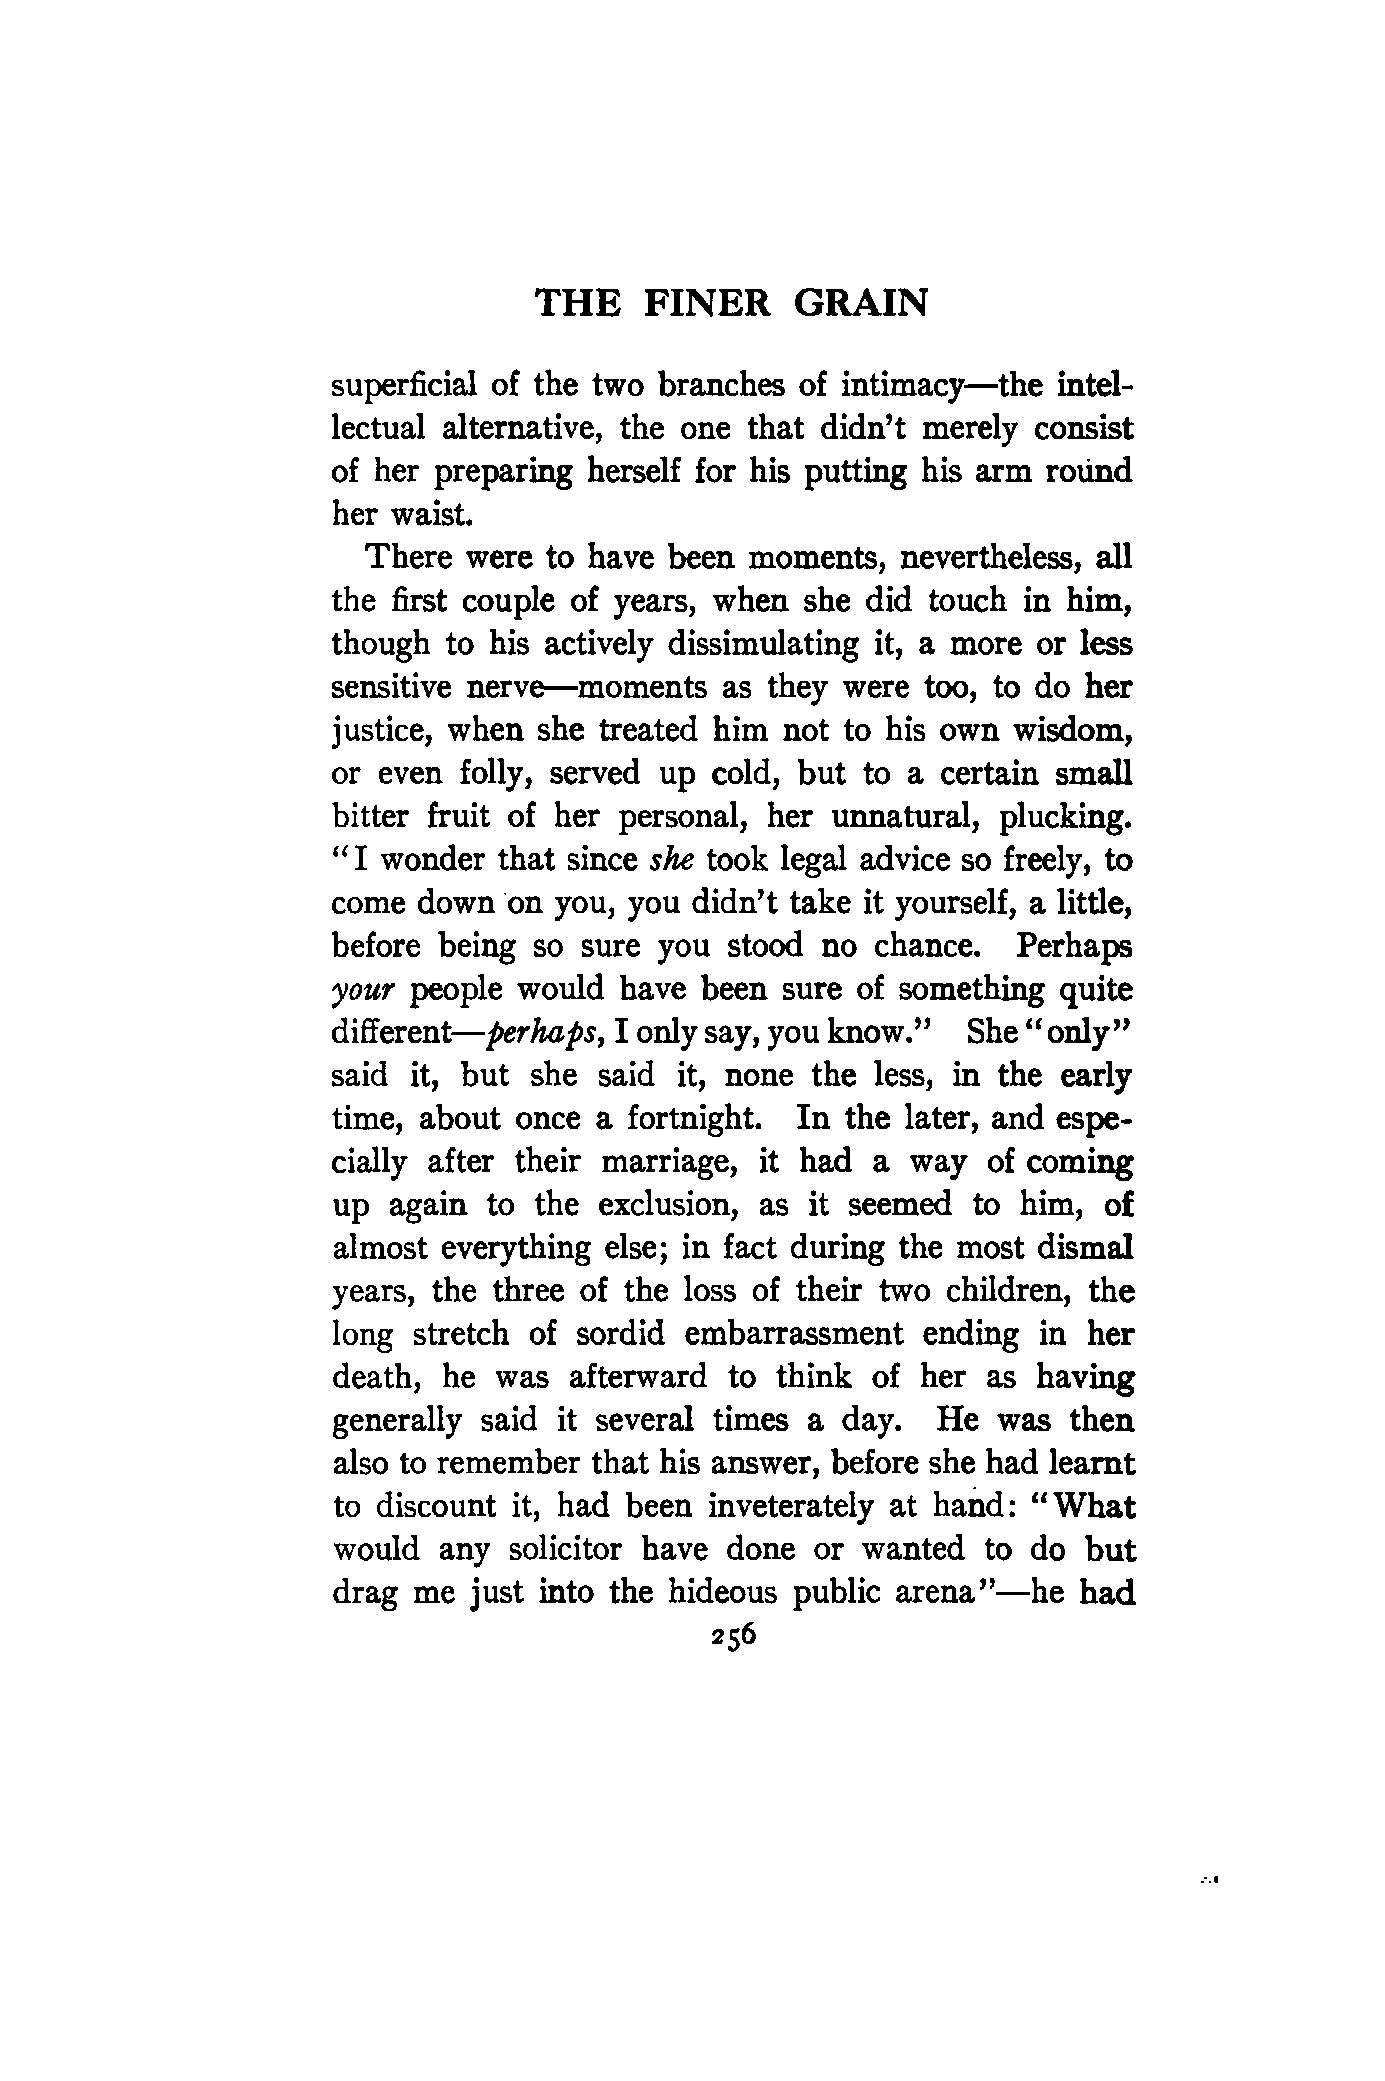 THE FINER GRAIN
superficial of the two branches of intimacy—the intel-
lectual alternative, the one that didn't merely consist
of her preparing herself for his putting his arm round
her waist.
There were to have been moments, nevertheless, all
the first couple of years, when she did touch in him,
though to his actively dissimulating it, a more or less
sensitive nerve—moments as they were too, to do her
justice, when she treated him not to his own wisdom,
or even folly, served up cold, but to a certain small
bitter fruit of her personal, her unnatural, plucking.
"I wonder that since she took legal advice so freely, to
come down on you, you didn't take it yourself, a little,
before being so sure you stood no chance. Perhaps
your people would have been sure of something quite
different—perhaps, I only say, you know." She "only"
said it, but she said it, none the less, in the early
time, about once a fortnight. In the later, and espe-
cially after their marriage, it had a way of coming
up again to the exclusion, as it seemed to him, of
almost everything else; in fact during the most dismal
years, the three of the loss of their two children, the
long stretch of sordid embarrassment ending in her
death, he was afterward to think of her as having
generally said it several times a day. He was then
also to remember that his answer, before she had learnt
to discount it, had been inveterately at hand: "What
would any solicitor have done or wanted to do but
drag me just into the hideous public arena"—he had
256